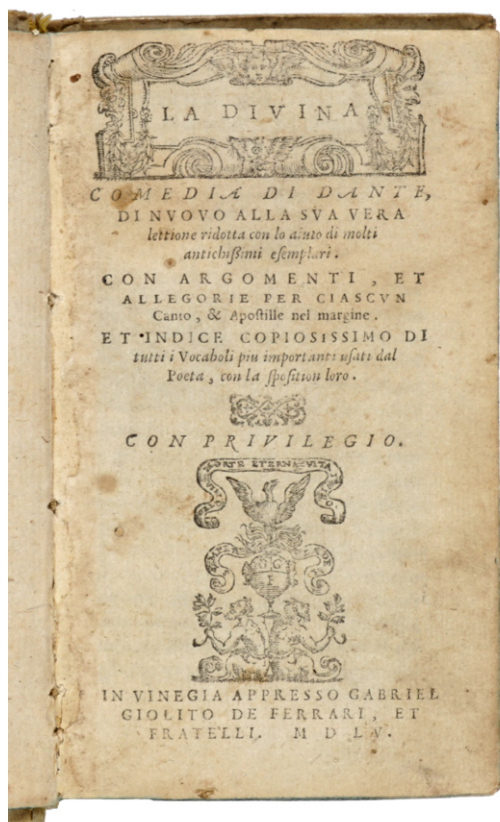 LA DIVINA
COMEDIA DI DANTE,
DI NVOVO ALLA SVA VERA
lettione ridotta con lo aiuto di molti
antichißimi esemplari.
CON ARGOMENTI, ET
ALLEGORIE PER CIASCVN
Canto, & Apostille nel margine.
ET INDICE COPIOSISSIMO DI
tutti i Vocaboli piu importanti usati dal
Poeta, con la sposition loro.
CON PRIVILEGIO.
ETERNA VITA
IN VINEGIA APPRESSO GABRIEL
GIOLITO DE FERRARI, ET
FRATELLI. M D LV.